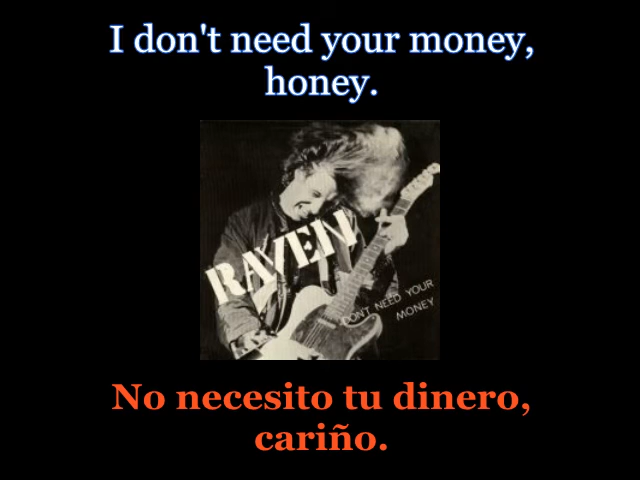 I don't need your money,
honey.
RAVEN
DON'T NEED YOUR
MONEY
No necesito tu dinero,
cariño.